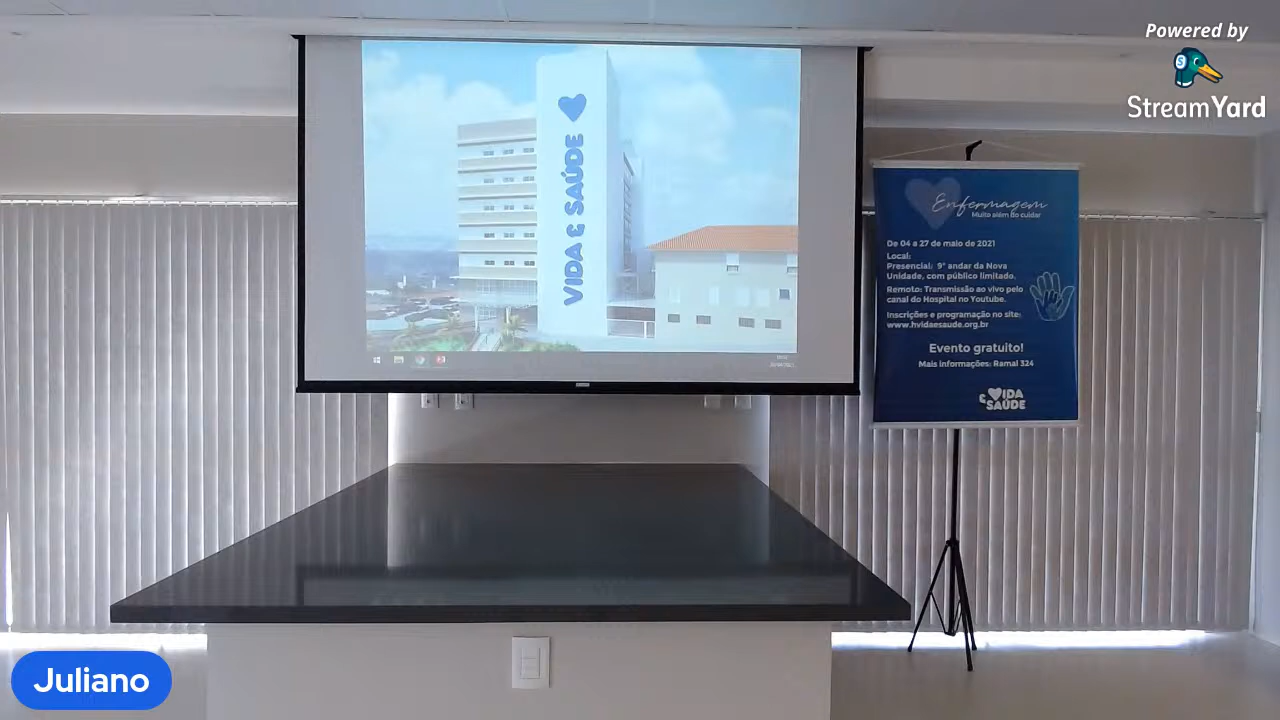 Powered by
StreamYard
VIDA E SAÚDE
Enfermagem
Muito além do cuidar
De 04 a 27 de maio de 2021
Local:
Presencial: 9º andar da Nova
Unidade, com público limitado.
Remoto: Transmissão ao vivo pelo
canal do Hospital no Youtube.
Inscrições e programação no site:
www.hvidaesaude.org.br
Evento gratuito!
Mais informações: Ramal 324
VIDA
E SAÚDE
Juliano